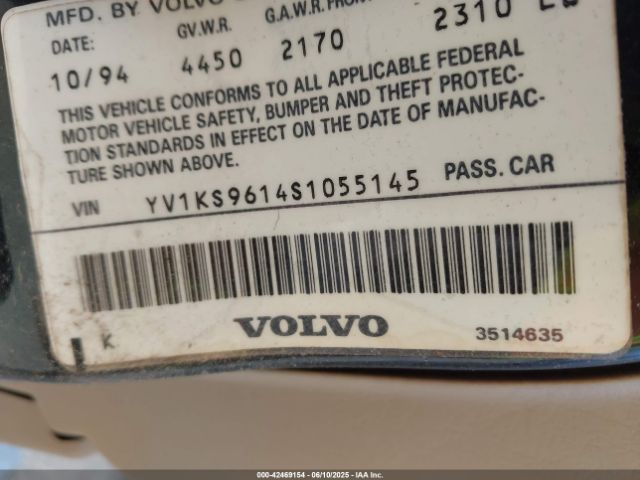 MFD. BY VOLVO
DATE: GV.W.R. G.A.W.R. FRONT
10/94 4450 2170 2310 LB
THIS VEHICLE CONFORMS TO ALL APPLICABLE FEDERAL
MOTOR VEHICLE SAFETY, BUMPER AND THEFT PROTEC-
TION STANDARDS IN EFFECT ON THE DATE OF MANUFAC-
TURE SHOWN ABOVE.
VIN YV1KS9614S1055145 PASS. CAR
K VOLVO 3514635
000-42469154 - 06/10/2025 - IAA Inc.